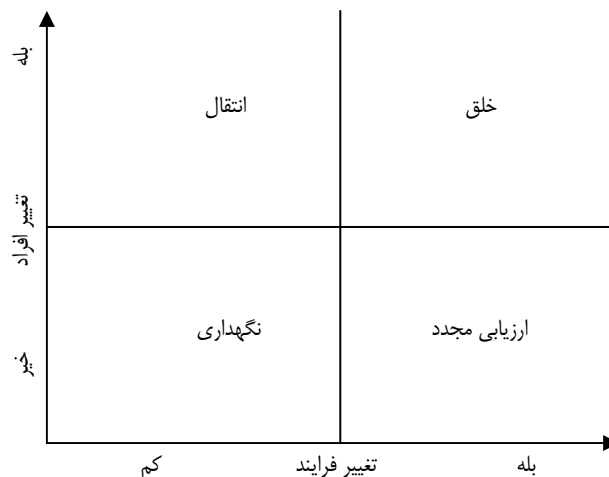 بله
خلق
انتقال
تغییر افراد
ارزیابی مجدد
نگهداری
خیر
بله
تغییر فرایند
کم